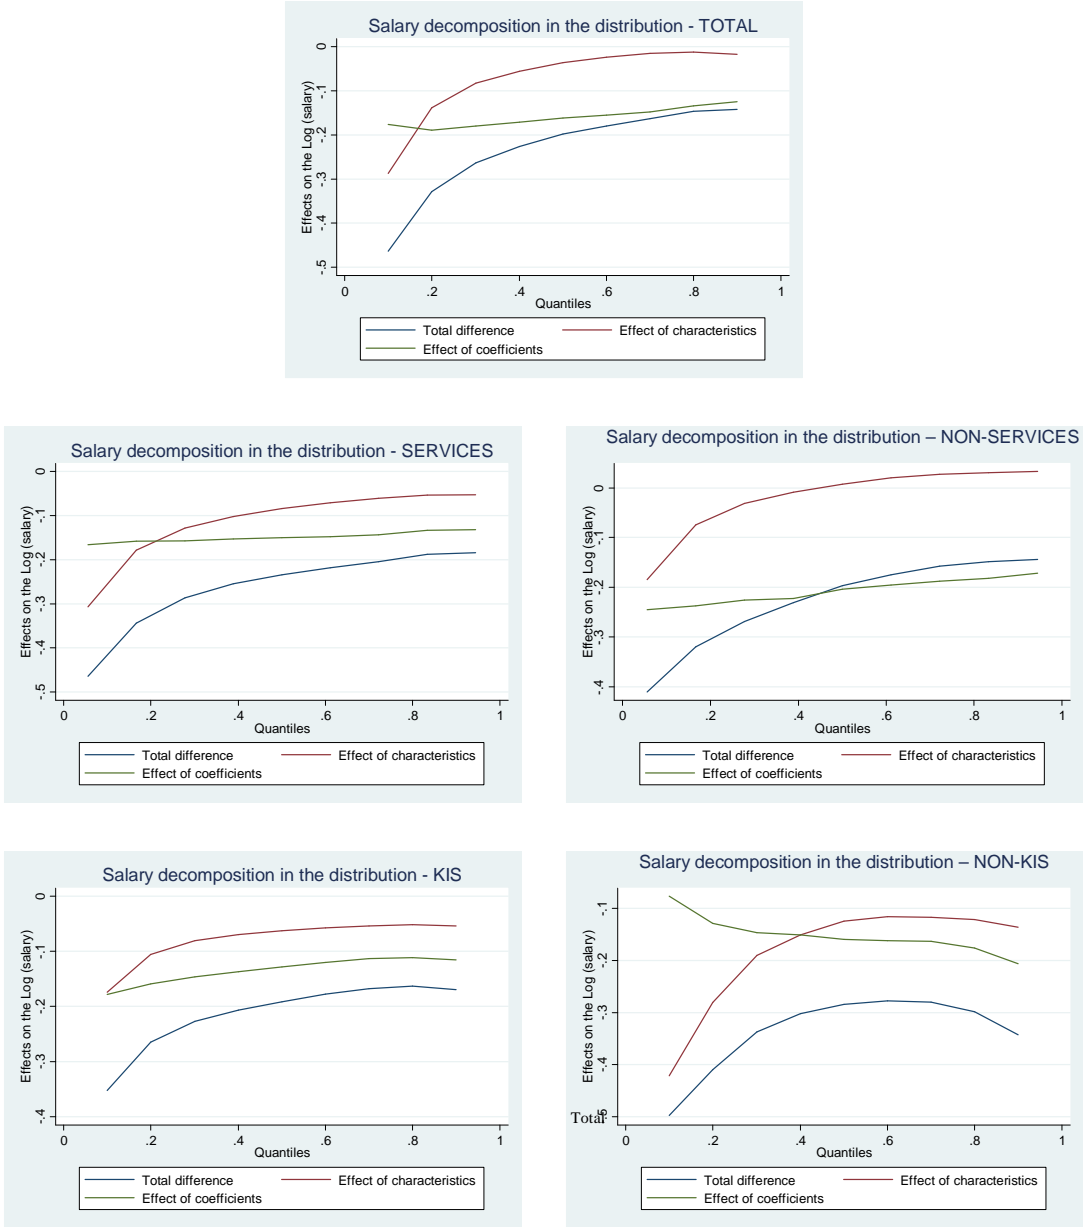 Salary decomposition in the distribution - TOTAL
Effects on the Log (salary)
0
-.1
-.2
-.3
-.4
-.5
0 .2 .4 .6 .8 1
Quantiles
Total difference Effect of characteristics
Effect of coefficients
Salary decomposition in the distribution - SERVICES
Effects on the Log (salary)
0
-.1
-.2
-.3
-.4
-.5
0 .2 .4 .6 .8 1
Quantiles
Total difference Effect of characteristics
Effect of coefficients
Salary decomposition in the distribution – NON-SERVICES
Effects on the Log (salary)
0
-.1
-.2
-.3
-.4
0 .2 .4 .6 .8 1
Quantiles
Total difference Effect of characteristics
Effect of coefficients
Salary decomposition in the distribution - KIS
Effects on the Log (salary)
0
-.1
-.2
-.3
-.4
0 .2 .4 .6 .8 1
Quantiles
Total difference Effect of characteristics
Effect of coefficients
Salary decomposition in the distribution – NON-KIS
Effects on the Log (salary)
-.1
-.2
-.3
-.4
Total
0 .2 .4 .6 .8 1
Quantiles
Total difference Effect of characteristics
Effect of coefficients